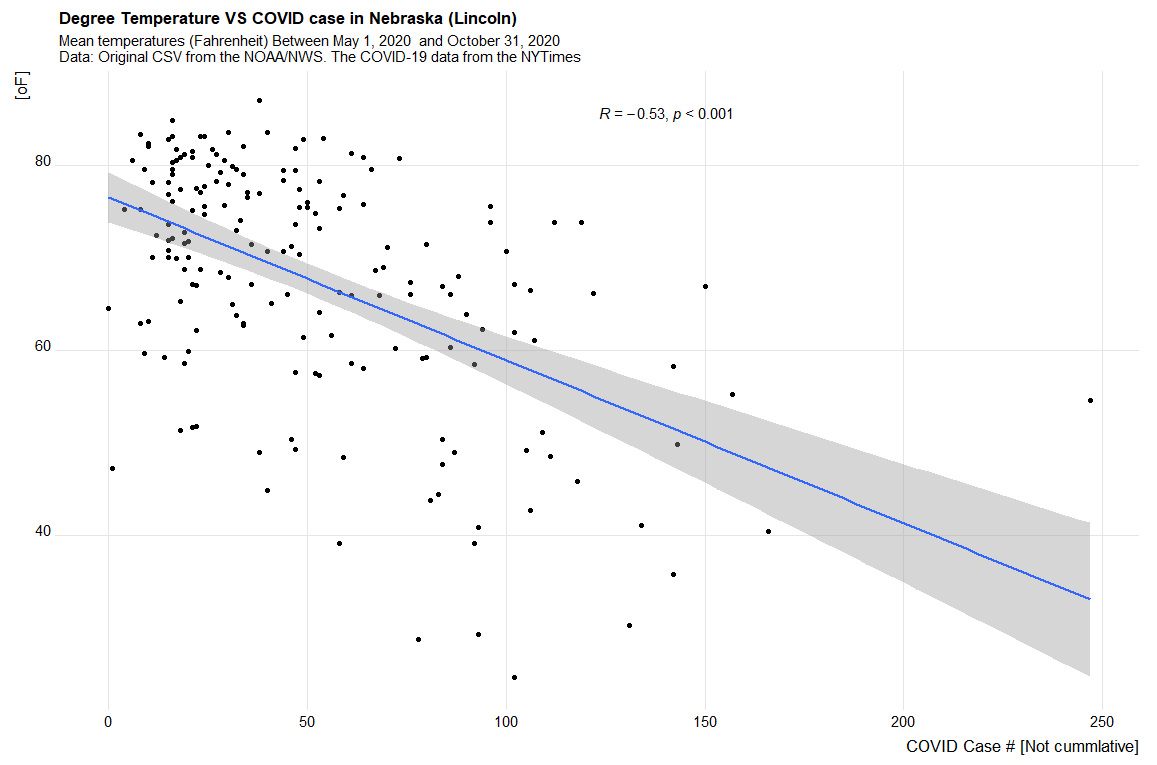 Degree Temperature VS COVID case in Nebraska (Lincoln)
Mean temperatures (Fahrenheit) Between May 1, 2020  and October 31, 2020
Data: Original CSV from the NOAA/NWS. The COVID-19 data from the NYTimes
[oF]
R = −0.53, p < 0.001
80
60
40
0 50 100 150 200 250
COVID Case # [Not cummlative]